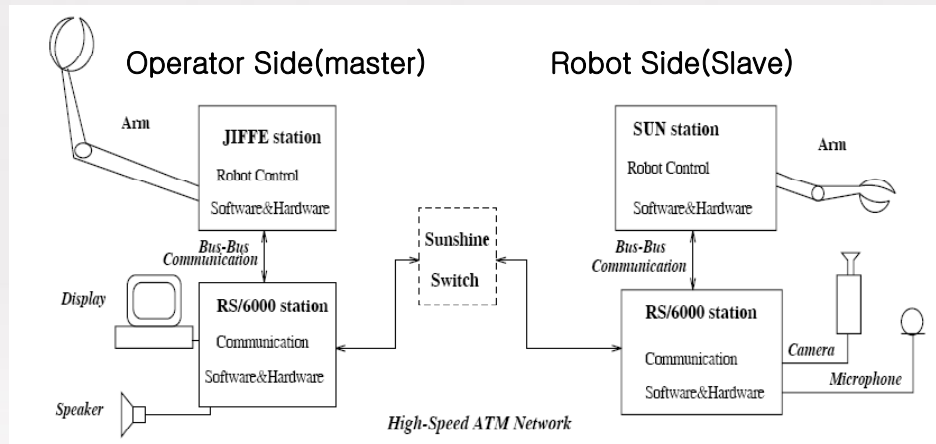 Operator Side(master)
Robot Side(Slave)
Arm
JIFFE station
Robot Control
Software&Hardware
SUN station
Robot Control
Software&Hardware
Arm
Bus-Bus
Communication
Sunshine
Switch
Bus-Bus
Communication
Display
RS/6000 station
Communication
Software&Hardware
RS/6000 station
Communication
Software&Hardware
Camera
Microphone
Speaker
High-Speed ATM Network